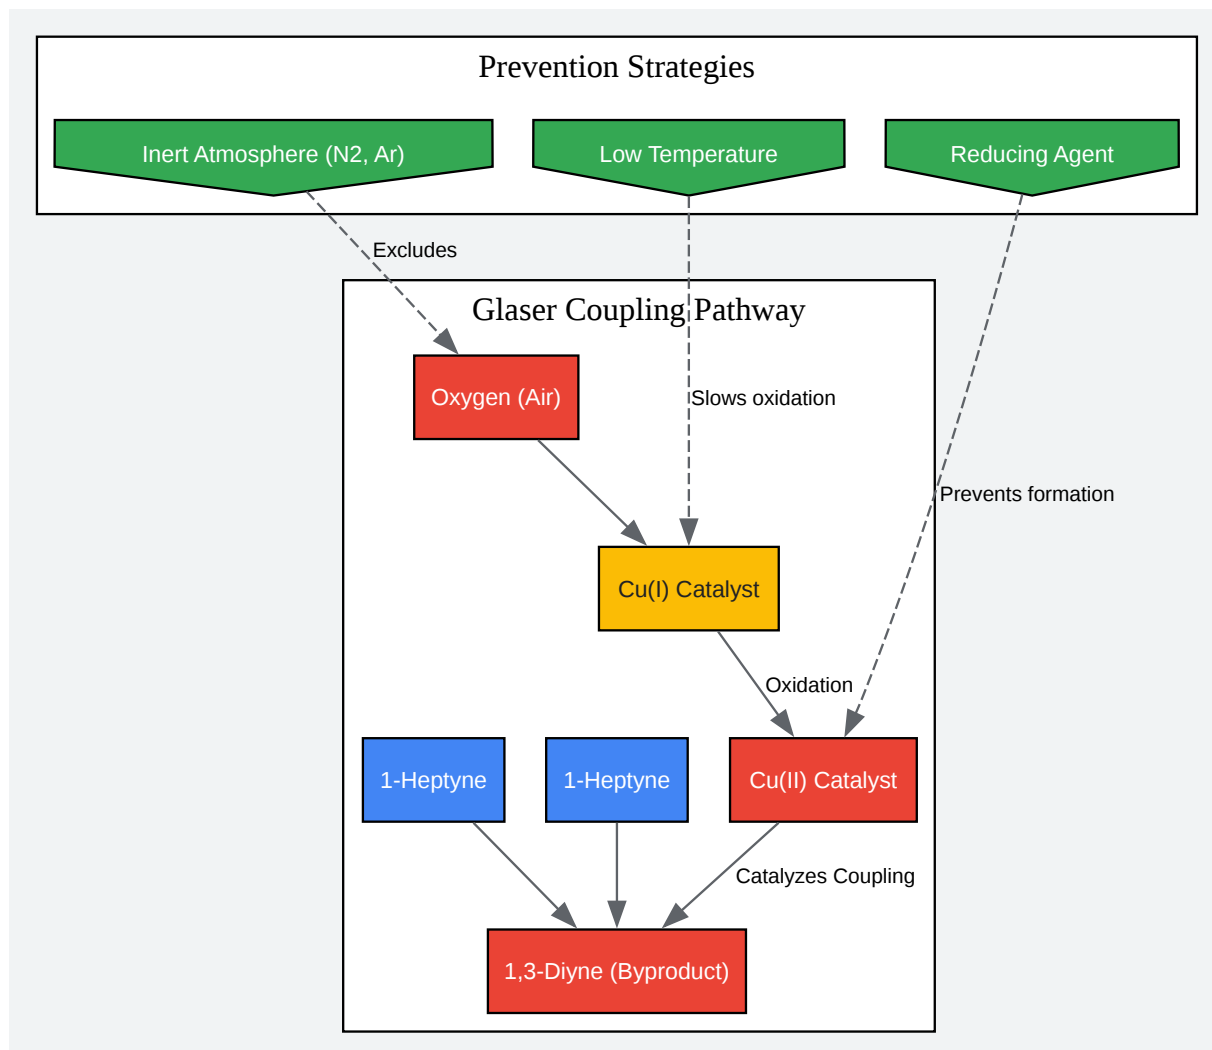 Prevention Strategies
Inert Atmosphere (N2, Ar)
Low Temperature
Reducing Agent
Excludes
Glaser Coupling Pathway
Oxygen (Air)
Slows oxidation
Prevents formation
Cu(I) Catalyst
Oxidation
1-Heptyne
1-Heptyne
Cu(II) Catalyst
Catalyzes Coupling
1,3-Diyne (Byproduct)